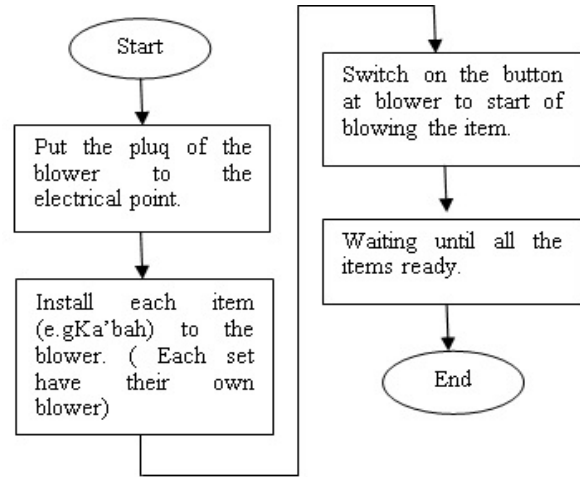 Start
Put the pluq of the
blower to the
electrical point.
Install each item
(e.gKa’bah) to the
blower. ( Each set
have their own
blower)
Switch on the button
at blower to start of
blowing the item.
Waiting until all the
items ready.
End